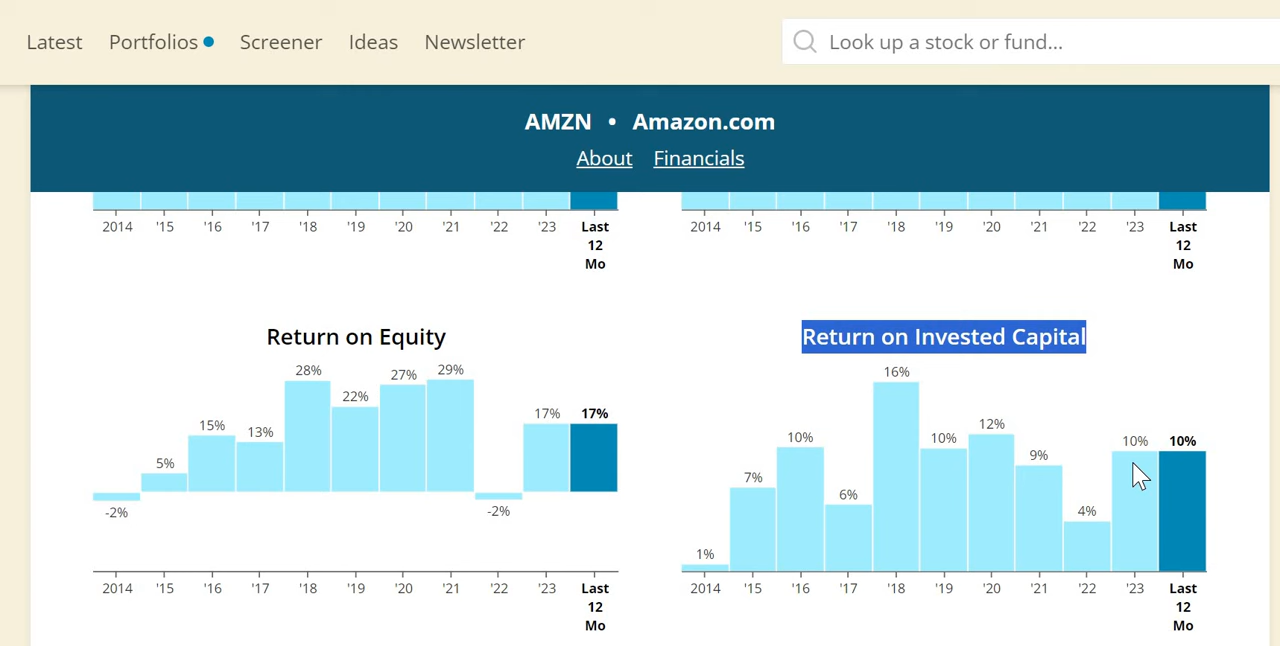 Latest Portfolios Screener Ideas Newsletter Look up a stock or fund...
AMZN • Amazon.com
About Financials
2014 '15 '16 '17 '18 '19 '20 '21 '22 '23 Last 12 Mo
2014 '15 '16 '17 '18 '19 '20 '21 '22 '23 Last 12 Mo
Return on Equity
-2% 5% 15% 13% 28% 22% 27% 29% -2% 17% 17%
2014 '15 '16 '17 '18 '19 '20 '21 '22 '23 Last 12 Mo
Return on Invested Capital
1% 7% 10% 6% 16% 10% 12% 9% 4% 10% 10%
2014 '15 '16 '17 '18 '19 '20 '21 '22 '23 Last 12 Mo